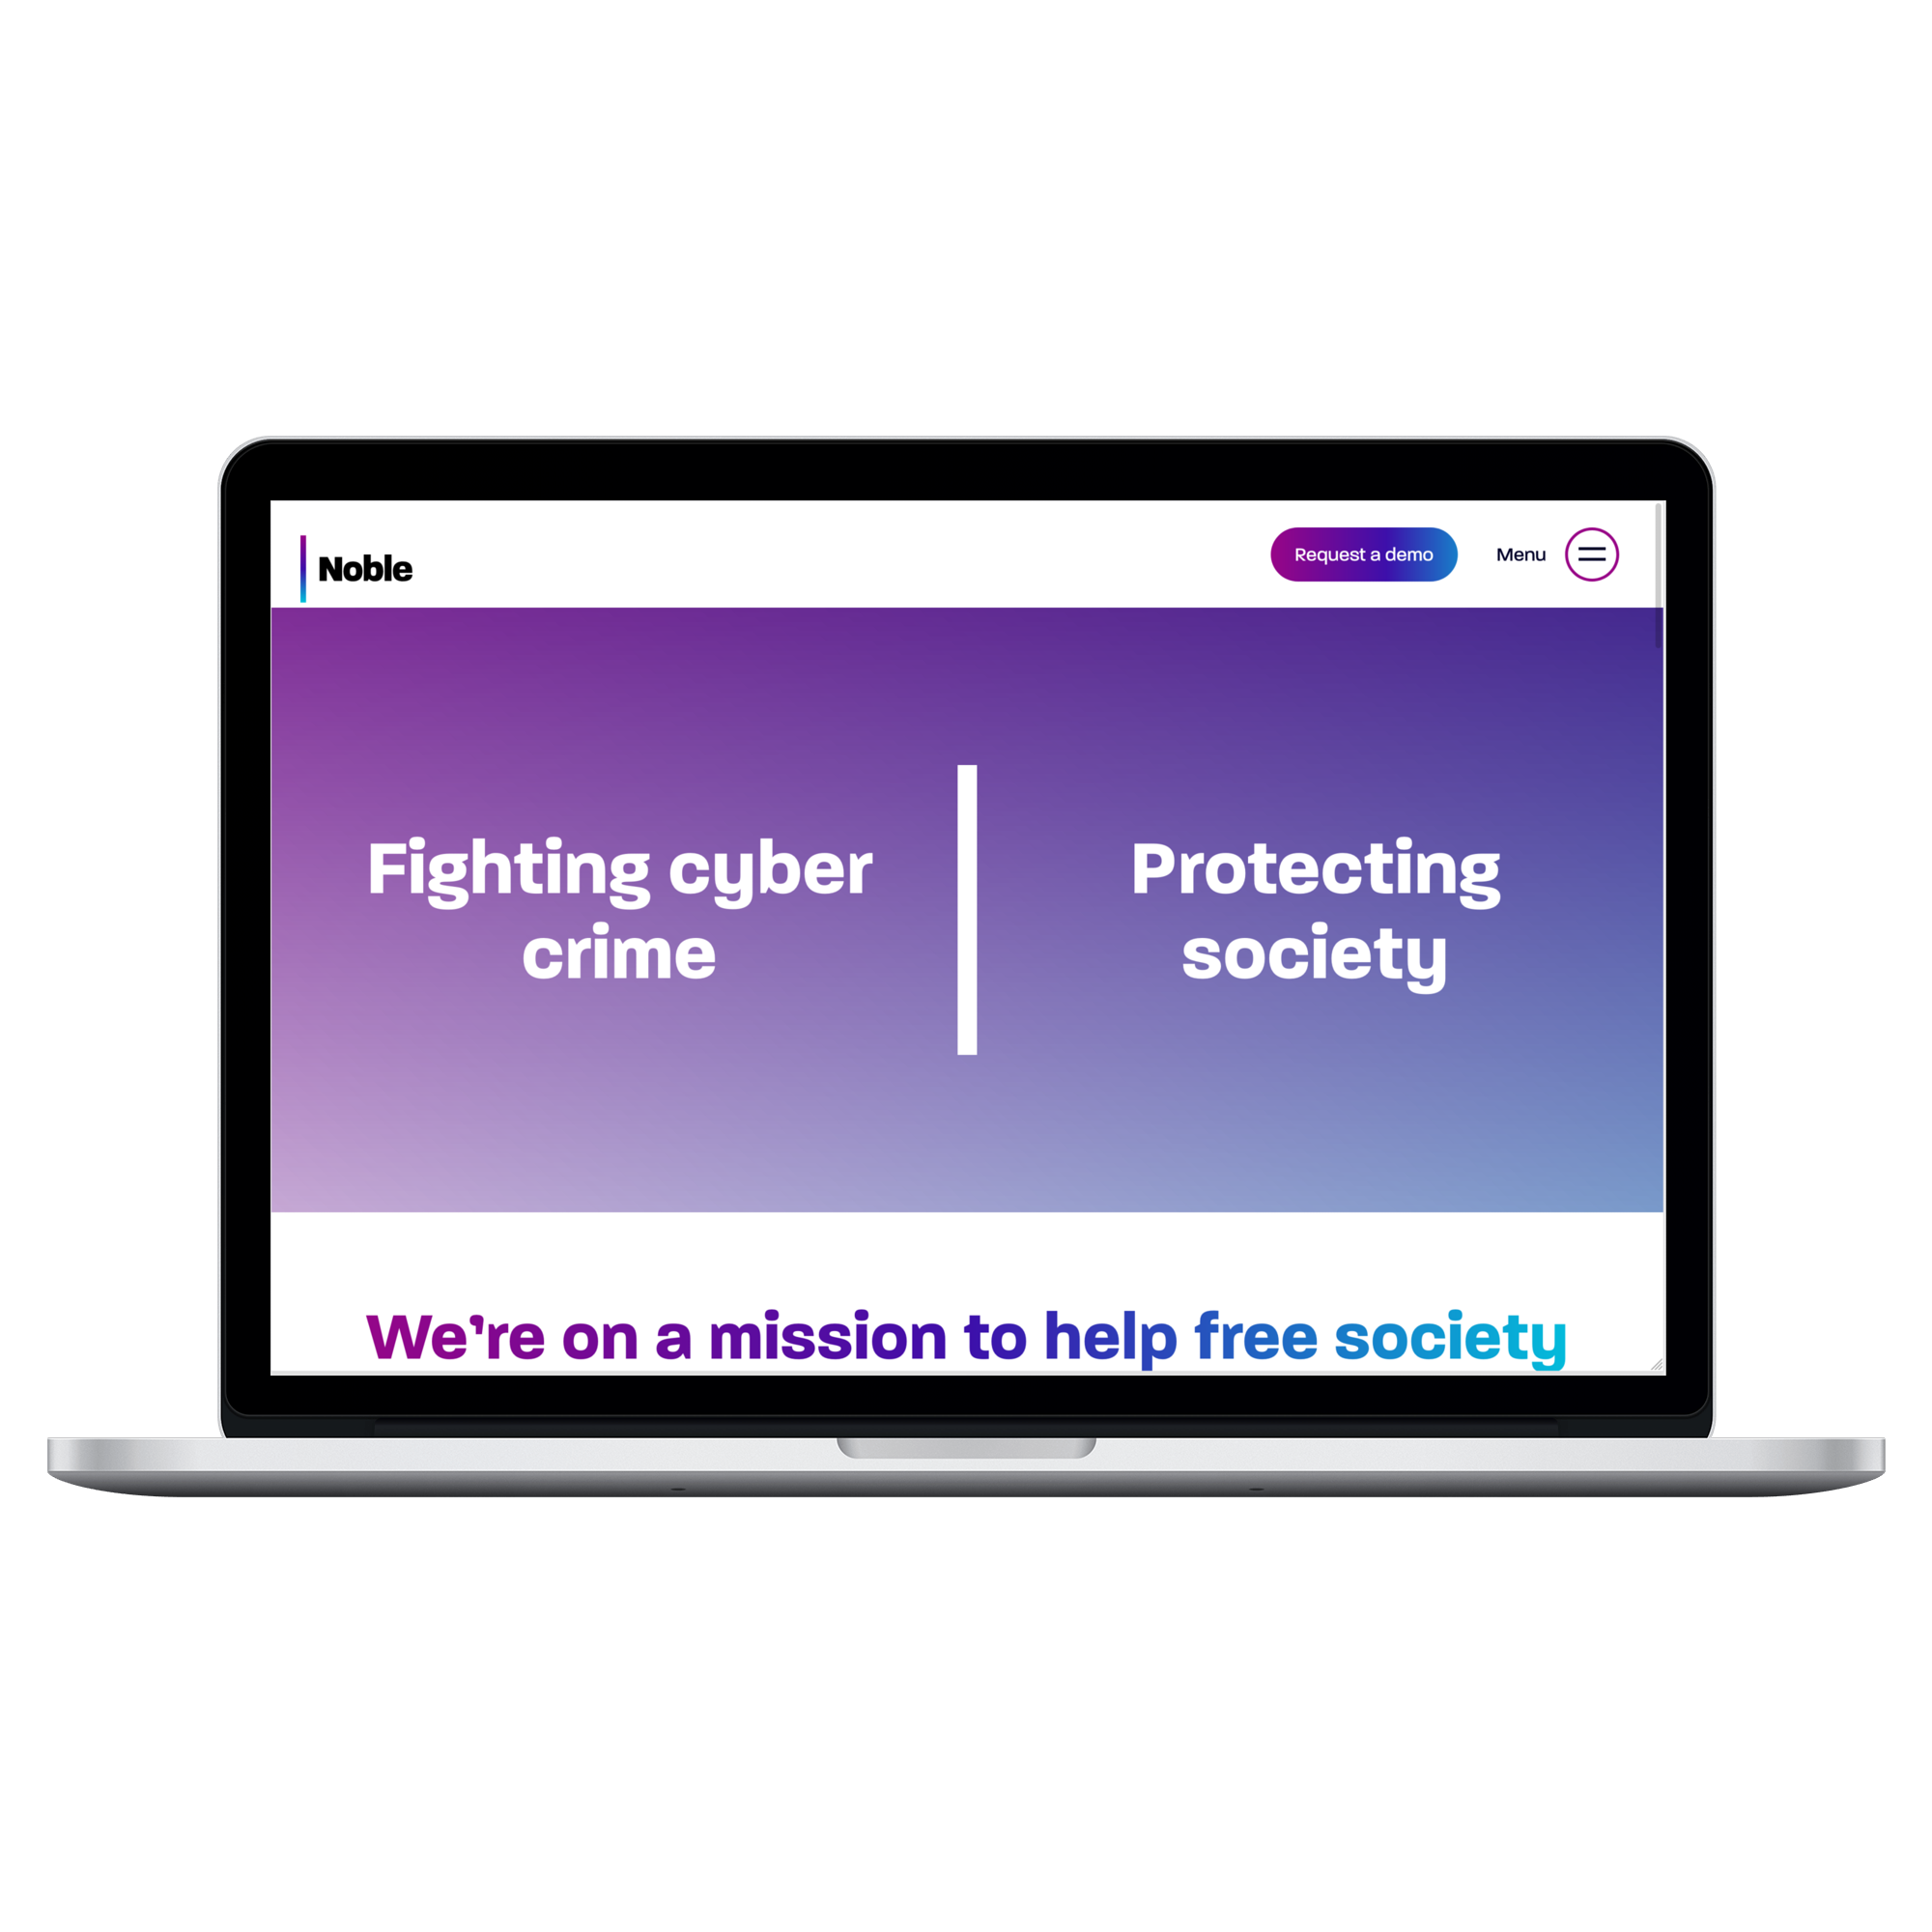 Noble
Request a demo
Menu
Fighting cyber
crime
Protecting
society
We're on a mission to help free society